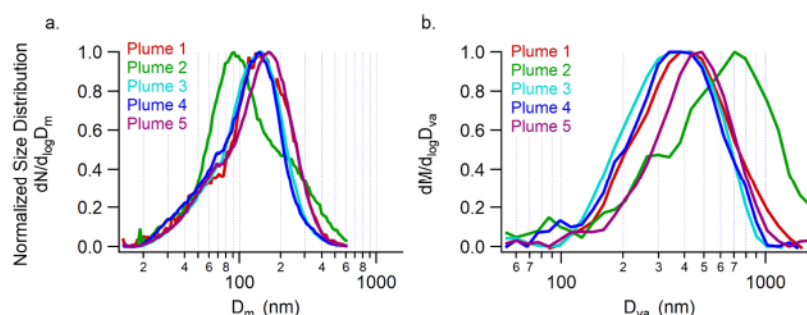 a.
Normalized Size Distribution
dN/dlogDm
1.0
0.8
0.6
0.4
0.2
0.0
Plume 1
Plume 2
Plume 3
Plume 4
Plume 5
2 4 6 8 2 4 6 8
100 1000
Dm (nm)
b.
dM/dlogDva
1.0
0.8
0.6
0.4
0.2
0.0
Plume 1
Plume 2
Plume 3
Plume 4
Plume 5
6 7 2 3 4 5 6 7
100 1000
Dva (nm)